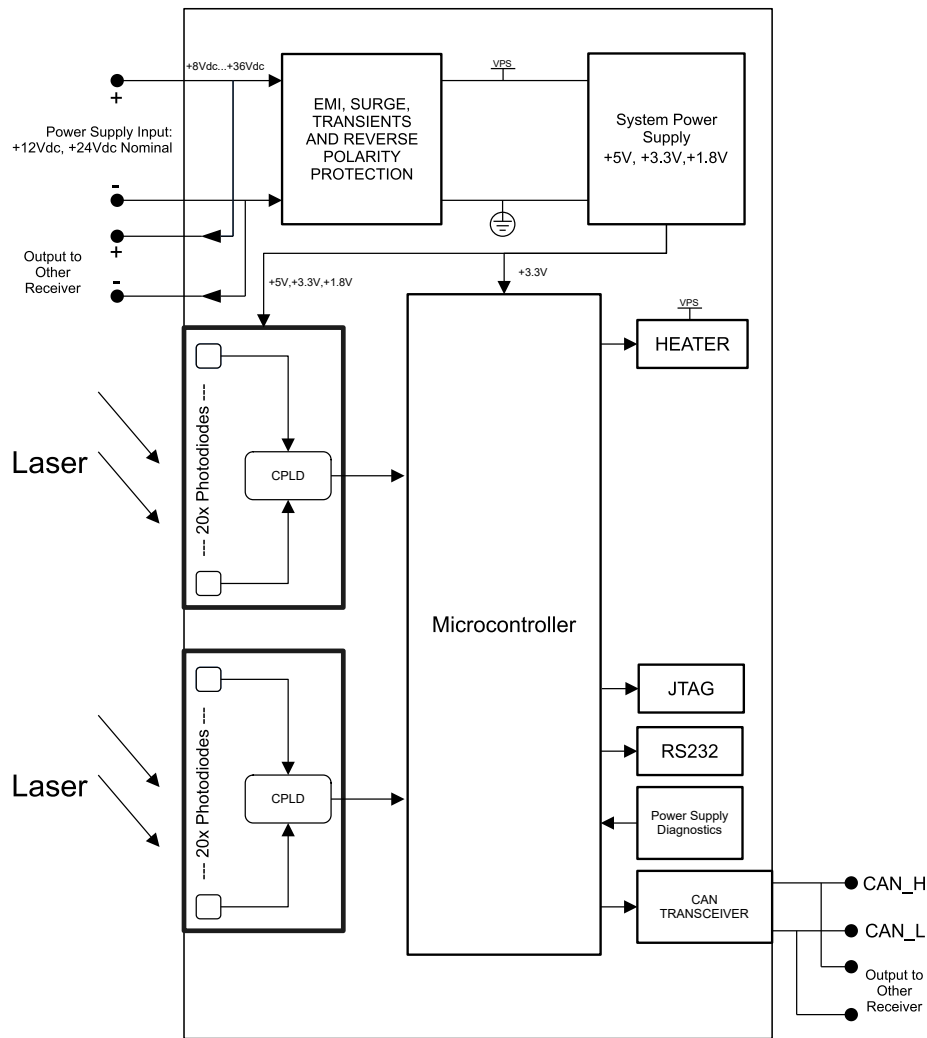 +8Vdc...+36Vdc
+
Power Supply Input:
+12Vdc, +24Vdc Nominal
-
+
Output to
Other
Receiver
-
EMI, SURGE,
TRANSIENTS
AND REVERSE
POLARITY
PROTECTION
VPS
System Power
Supply
+5V, +3.3V,+1.8V
+5V,+3.3V,+1.8V
+3.3V
VPS
HEATER
Laser
--- 20x Photodiodes ---
CPLD
Microcontroller
JTAG
RS232
Laser
--- 20x Photodiodes ---
CPLD
Power Supply
Diagnostics
CAN
TRANSCEIVER
CAN_H
CAN_L
Output to
Other
Receiver